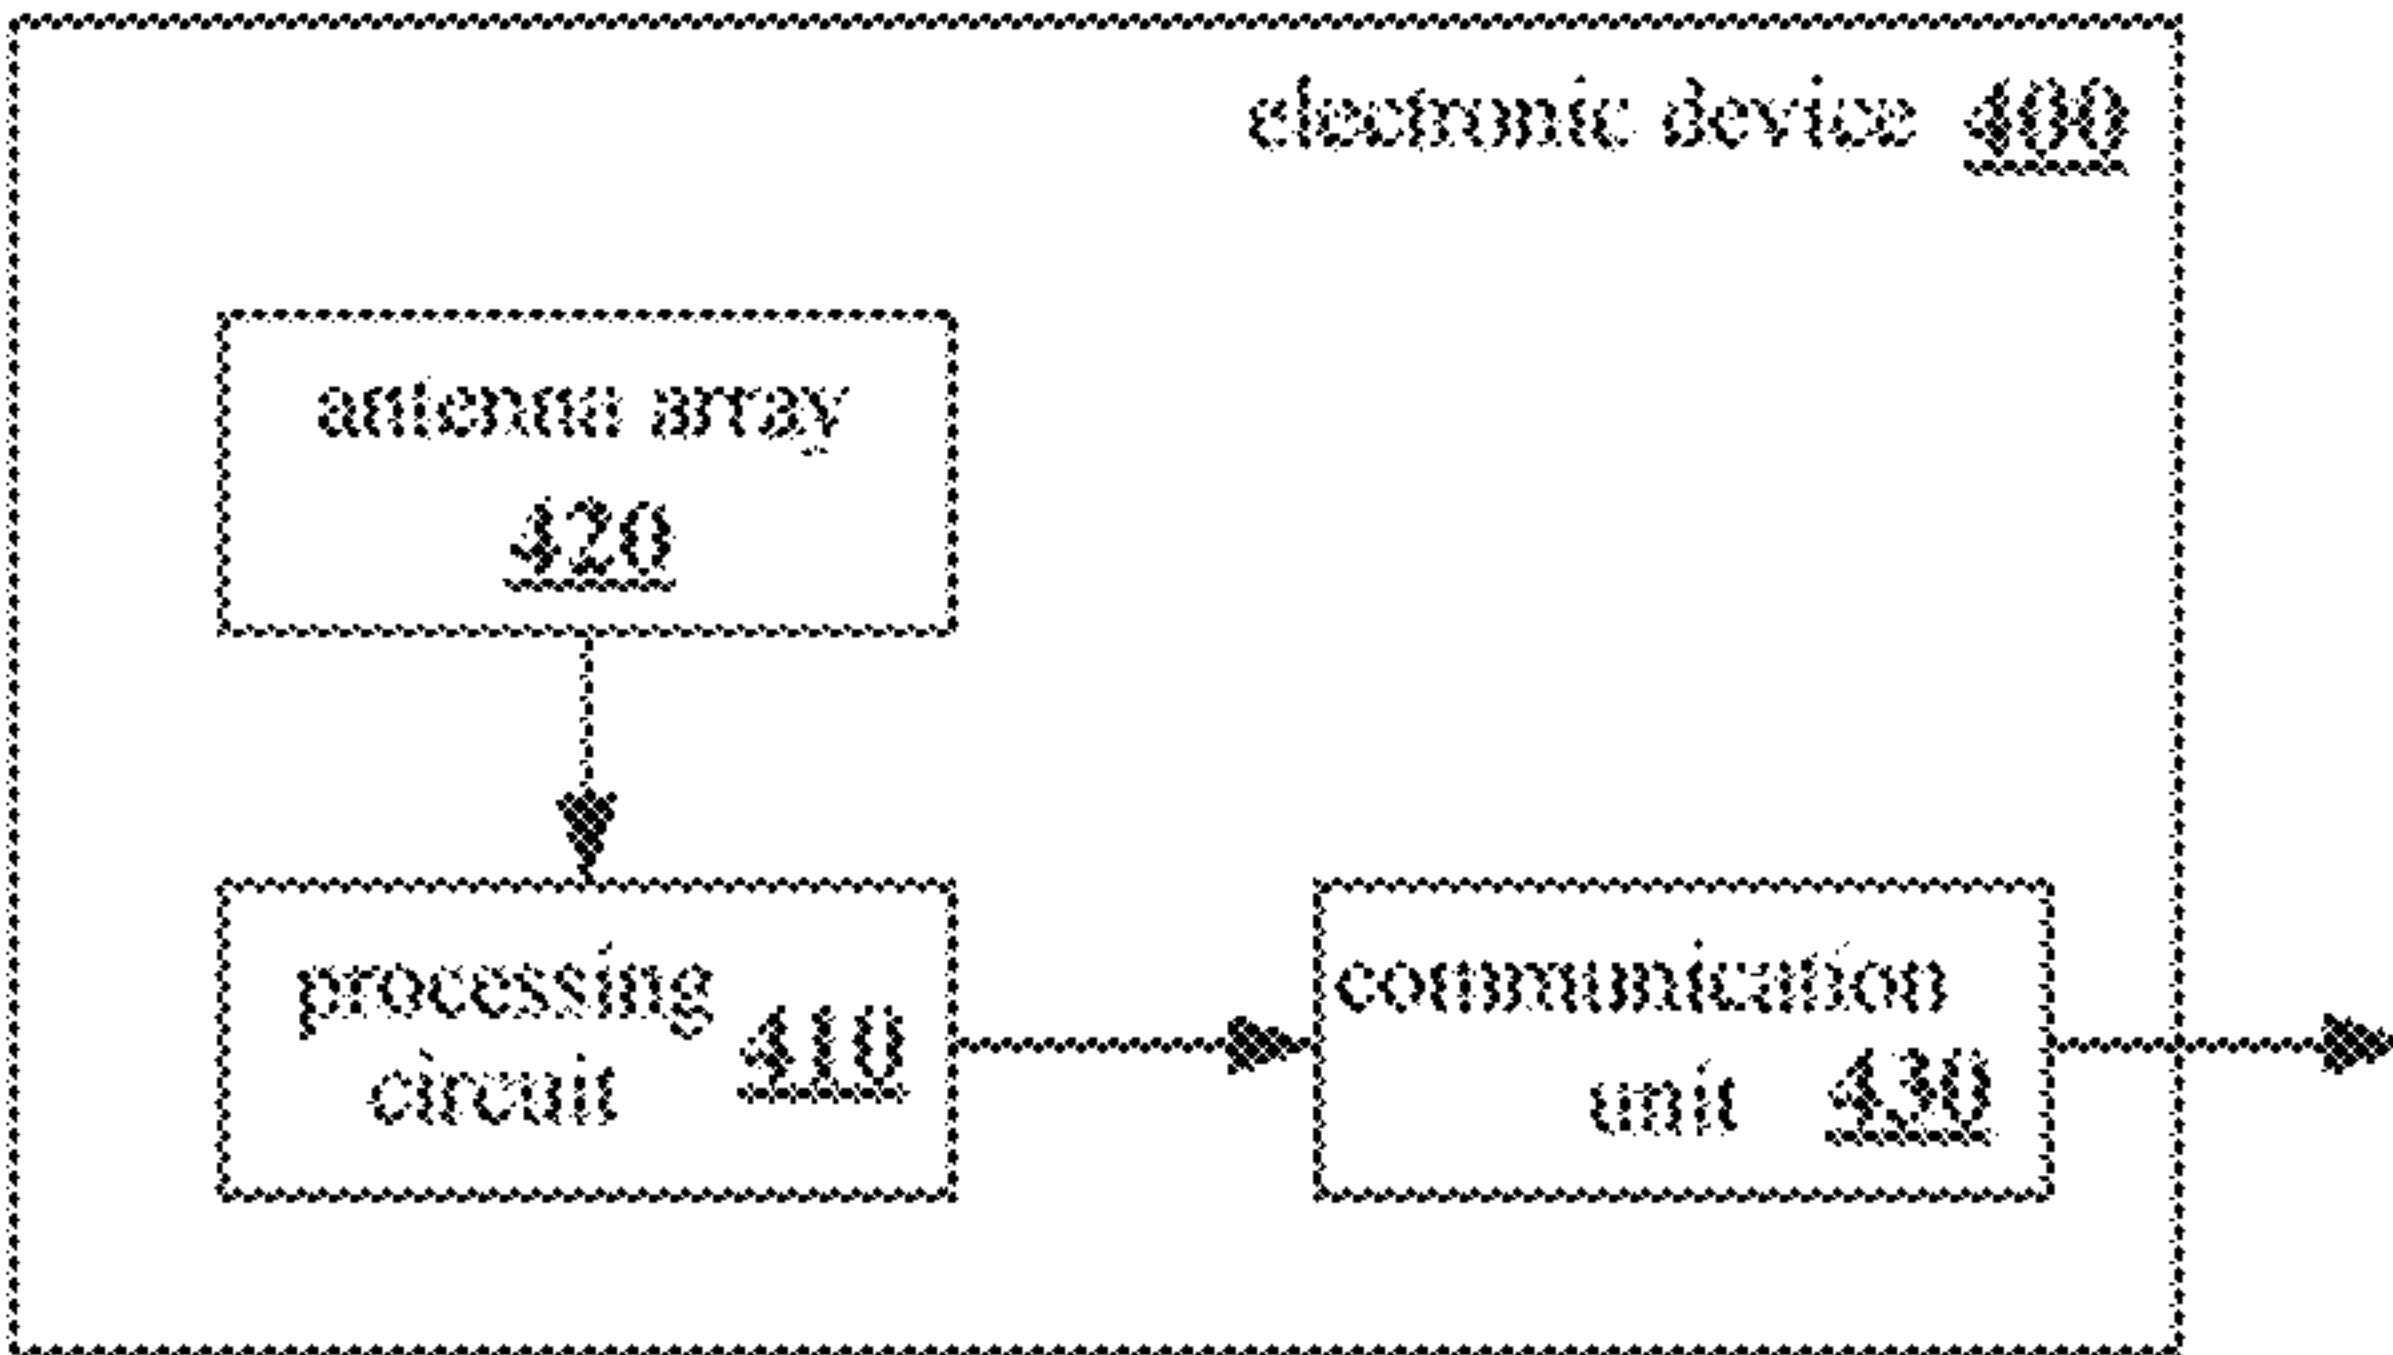 electronic device 400
antenna array
420
processing
circuit 410
communication
unit 430